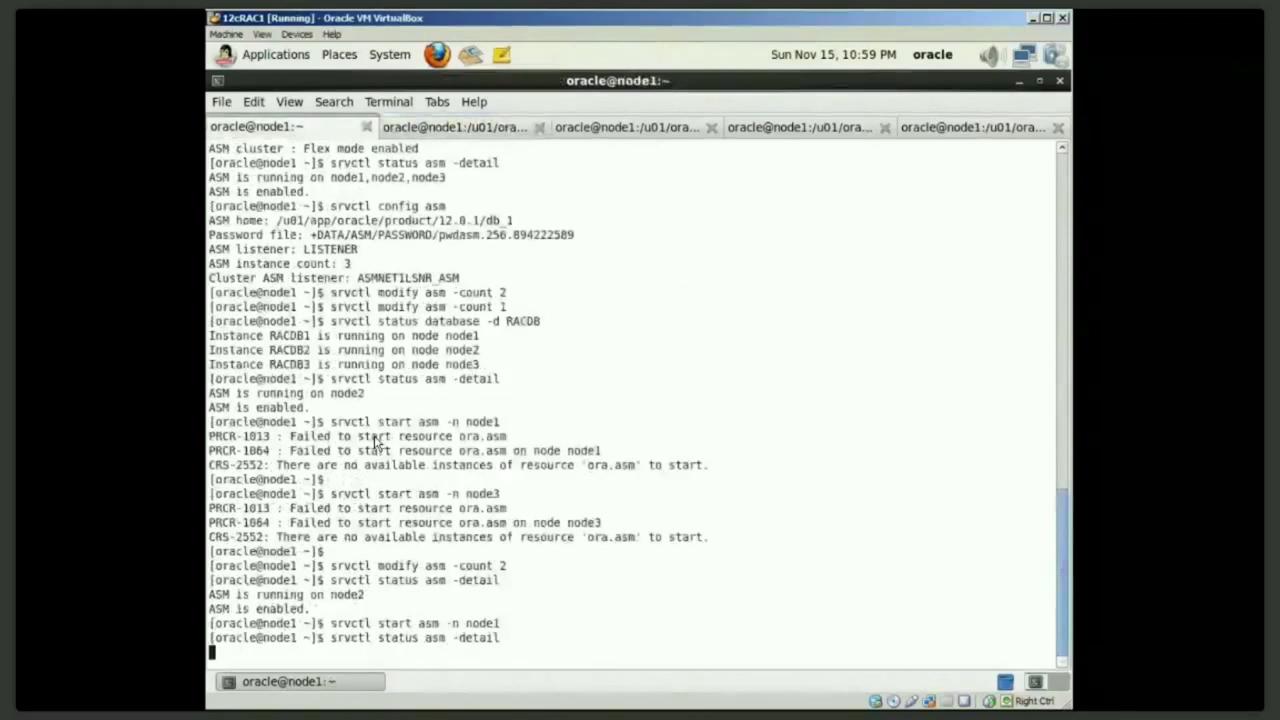 12cRAC1 [Running] - Oracle VM VirtualBox
Machine View Devices Help
Applications Places System Sun Nov 15, 10:59 PM oracle
oracle@node1:~
File Edit View Search Terminal Tabs Help
oracle@node1:~ oracle@node1:/u01/ora... oracle@node1:/u01/ora... oracle@node1:/u01/ora... oracle@node1:/u01/ora...
ASM cluster : Flex mode enabled
[oracle@node1 ~]$ srvctl status asm -detail
ASM is running on node1,node2,node3
ASM is enabled.
[oracle@node1 ~]$ srvctl config asm
ASM home: /u01/app/oracle/product/12.0.1/db_1
Password file: +DATA/ASM/PASSWORD/pwdasm.256.894222589
ASM listener: LISTENER
ASM instance count: 3
Cluster ASM listener: ASMNET1LSNR_ASM
[oracle@node1 ~]$ srvctl modify asm -count 2
[oracle@node1 ~]$ srvctl modify asm -count 1
[oracle@node1 ~]$ srvctl status database -d RACDB
Instance RACDB1 is running on node node1
Instance RACDB2 is running on node node2
Instance RACDB3 is running on node node3
[oracle@node1 ~]$ srvctl status asm -detail
ASM is running on node2
ASM is enabled.
[oracle@node1 ~]$ srvctl start asm -n node1
PRCR-1013 : Failed to start resource ora.asm
PRCR-1064 : Failed to start resource ora.asm on node node1
CRS-2552: There are no available instances of resource 'ora.asm' to start.
[oracle@node1 ~]$
[oracle@node1 ~]$ srvctl start asm -n node3
PRCR-1013 : Failed to start resource ora.asm
PRCR-1064 : Failed to start resource ora.asm on node node3
CRS-2552: There are no available instances of resource 'ora.asm' to start.
[oracle@node1 ~]$
[oracle@node1 ~]$ srvctl modify asm -count 2
[oracle@node1 ~]$ srvctl status asm -detail
ASM is running on node2
ASM is enabled.
[oracle@node1 ~]$ srvctl start asm -n node1
[oracle@node1 ~]$ srvctl status asm -detail
oracle@node1:~
Right Ctrl